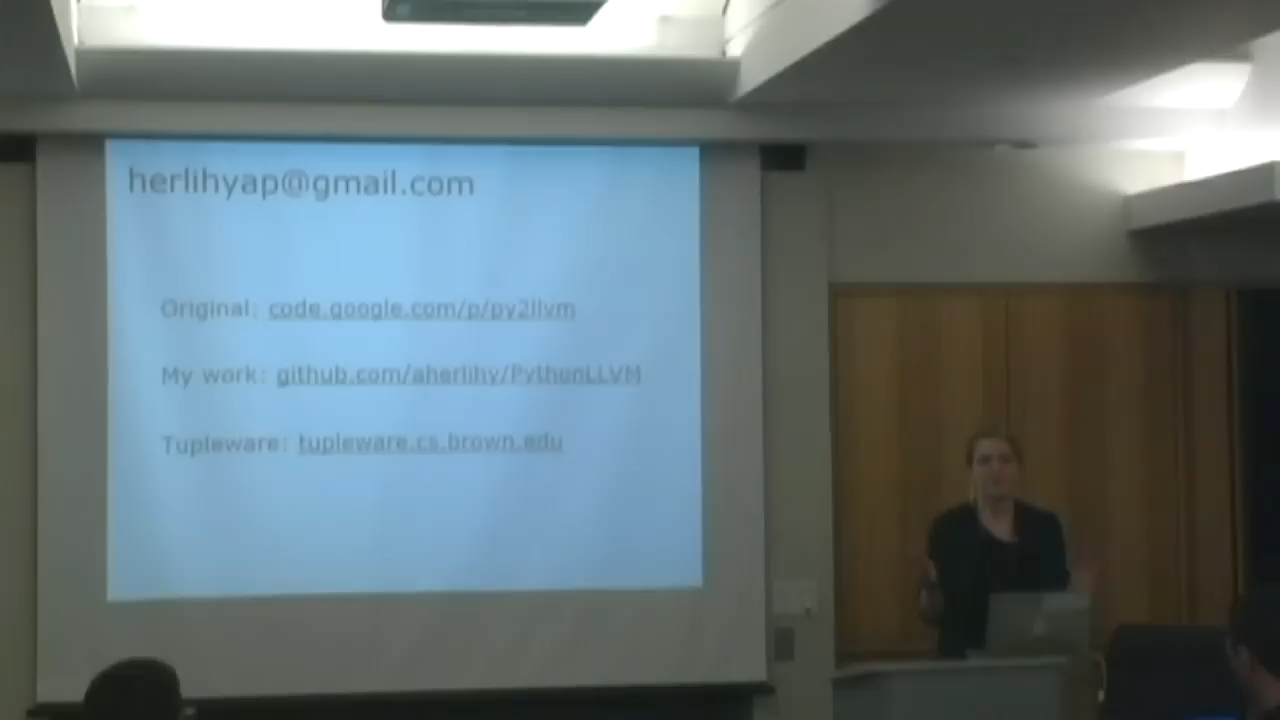 herlihyap@gmail.com
Original: code.google.com/p/py2llvm
My work: github.com/aherlihy/PythonLLVM
Tupleware: tupleware.cs.brown.edu